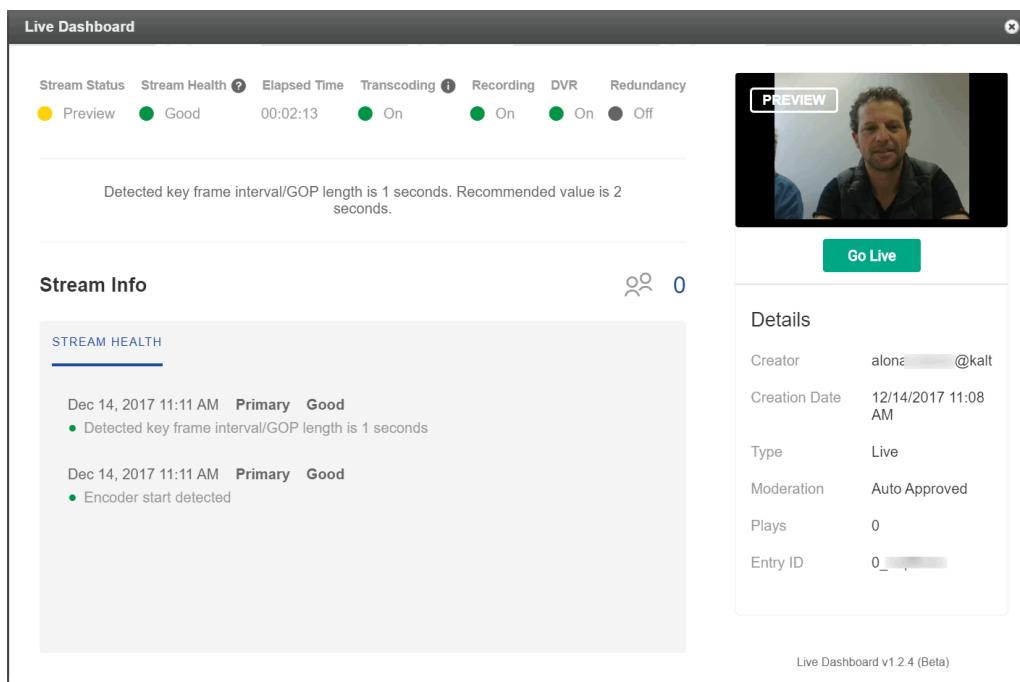 Live Dashboard
Stream Status Stream Health ? Elapsed Time Transcoding i Recording DVR Redundancy
Preview Good 00:02:13 On On On Off
Detected key frame interval/GOP length is 1 seconds. Recommended value is 2
seconds.
Stream Info 0
STREAM HEALTH
Dec 14, 2017 11:11 AM Primary Good
Detected key frame interval/GOP length is 1 seconds
Dec 14, 2017 11:11 AM Primary Good
Encoder start detected
PREVIEW
Go Live
Details
Creator alona @kalt
Creation Date 12/14/2017 11:08
AM
Type Live
Moderation Auto Approved
Plays 0
Entry ID 0_
Live Dashboard v1.2.4 (Beta)